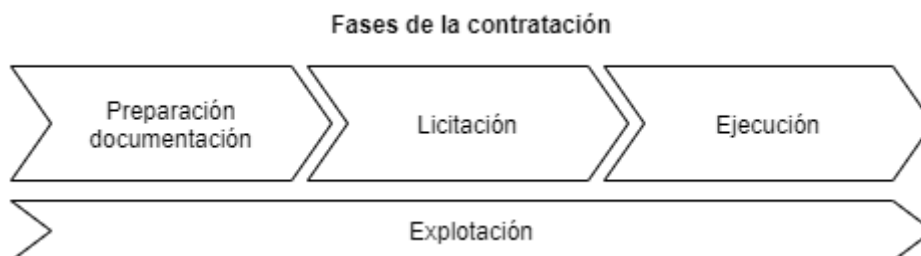 Fases de la contratación
Preparación
documentación
Licitación
Ejecución
Explotación